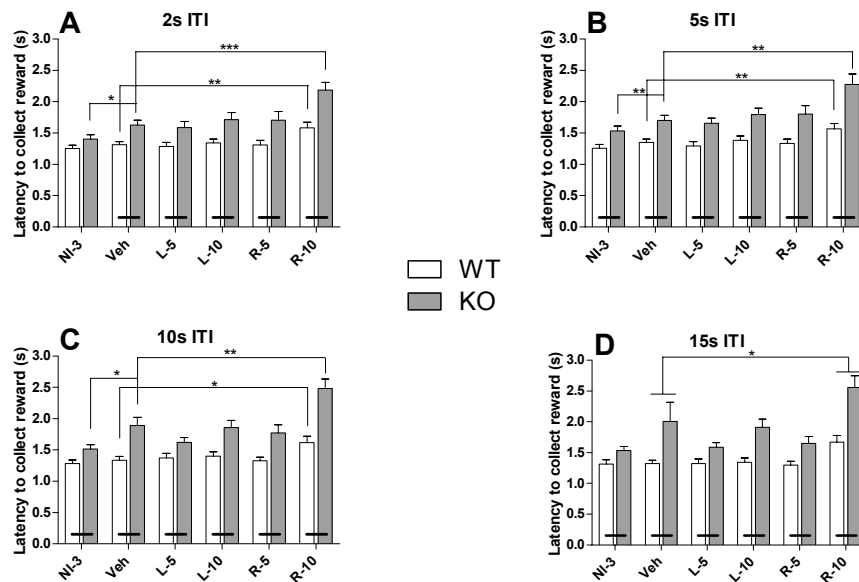 A 2s ITI
Latency to collect reward (s)
3.0
2.5
2.0
1.5
1.0
0.5
0.0
***
**
*
NI-3 Veh L-5 L-10 R-5 R-10
B 5s ITI
Latency to collect reward (s)
3.0
2.5
2.0
1.5
1.0
0.5
0.0
**
**
**
NI-3 Veh L-5 L-10 R-5 R-10
WT
KO
C 10s ITI
Latency to collect reward (s)
3.0
2.5
2.0
1.5
1.0
0.5
0.0
**
*
*
NI-3 Veh L-5 L-10 R-5 R-10
D 15s ITI
Latency to collect reward (s)
3.0
2.5
2.0
1.5
1.0
0.5
0.0
*
NI-3 Veh L-5 L-10 R-5 R-10